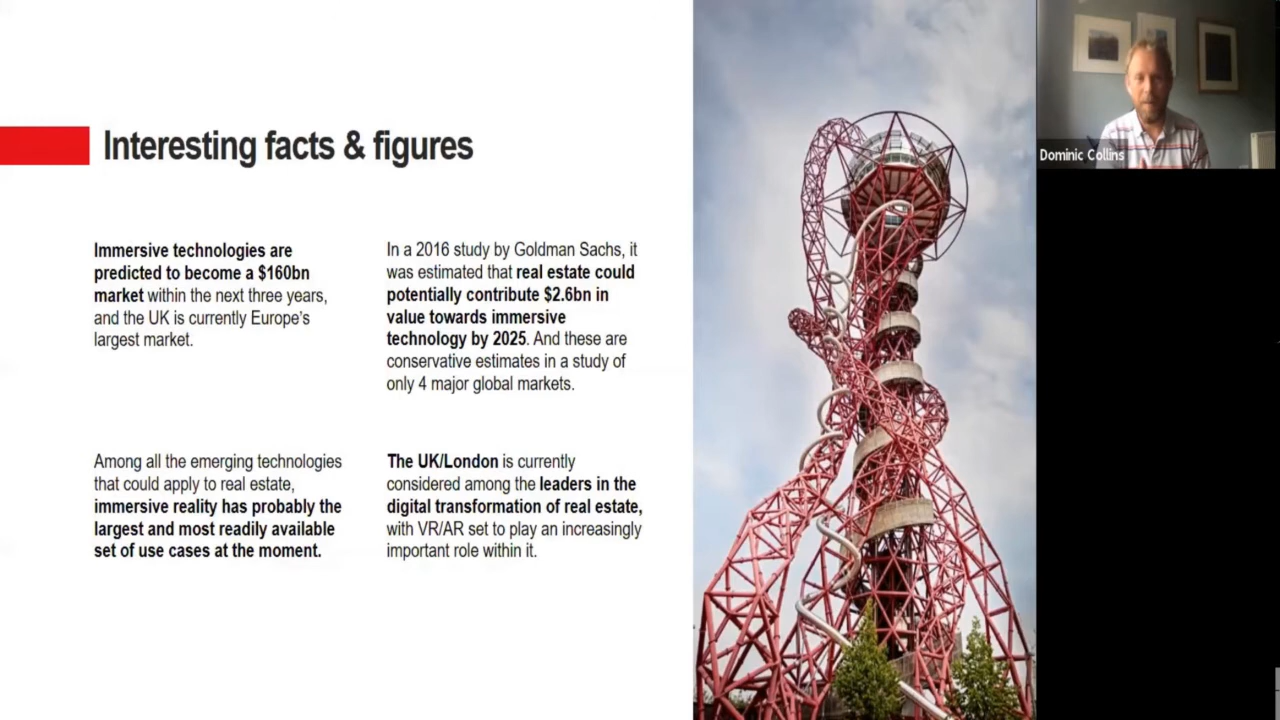 Interesting facts & figures
Immersive technologies are
predicted to become a $160bn
market within the next three years,
and the UK is currently Europe's
largest market.
In a 2016 study by Goldman Sachs, it
was estimated that real estate could
potentially contribute $2.6bn in
value towards immersive
technology by 2025. And these are
conservative estimates in a study of
only 4 major global markets.
Among all the emerging technologies
that could apply to real estate,
immersive reality has probably the
largest and most readily available
set of use cases at the moment.
The UK/London is currently
considered among the leaders in the
digital transformation of real estate,
with VR/AR set to play an increasingly
important role within it.
Dominic Collins